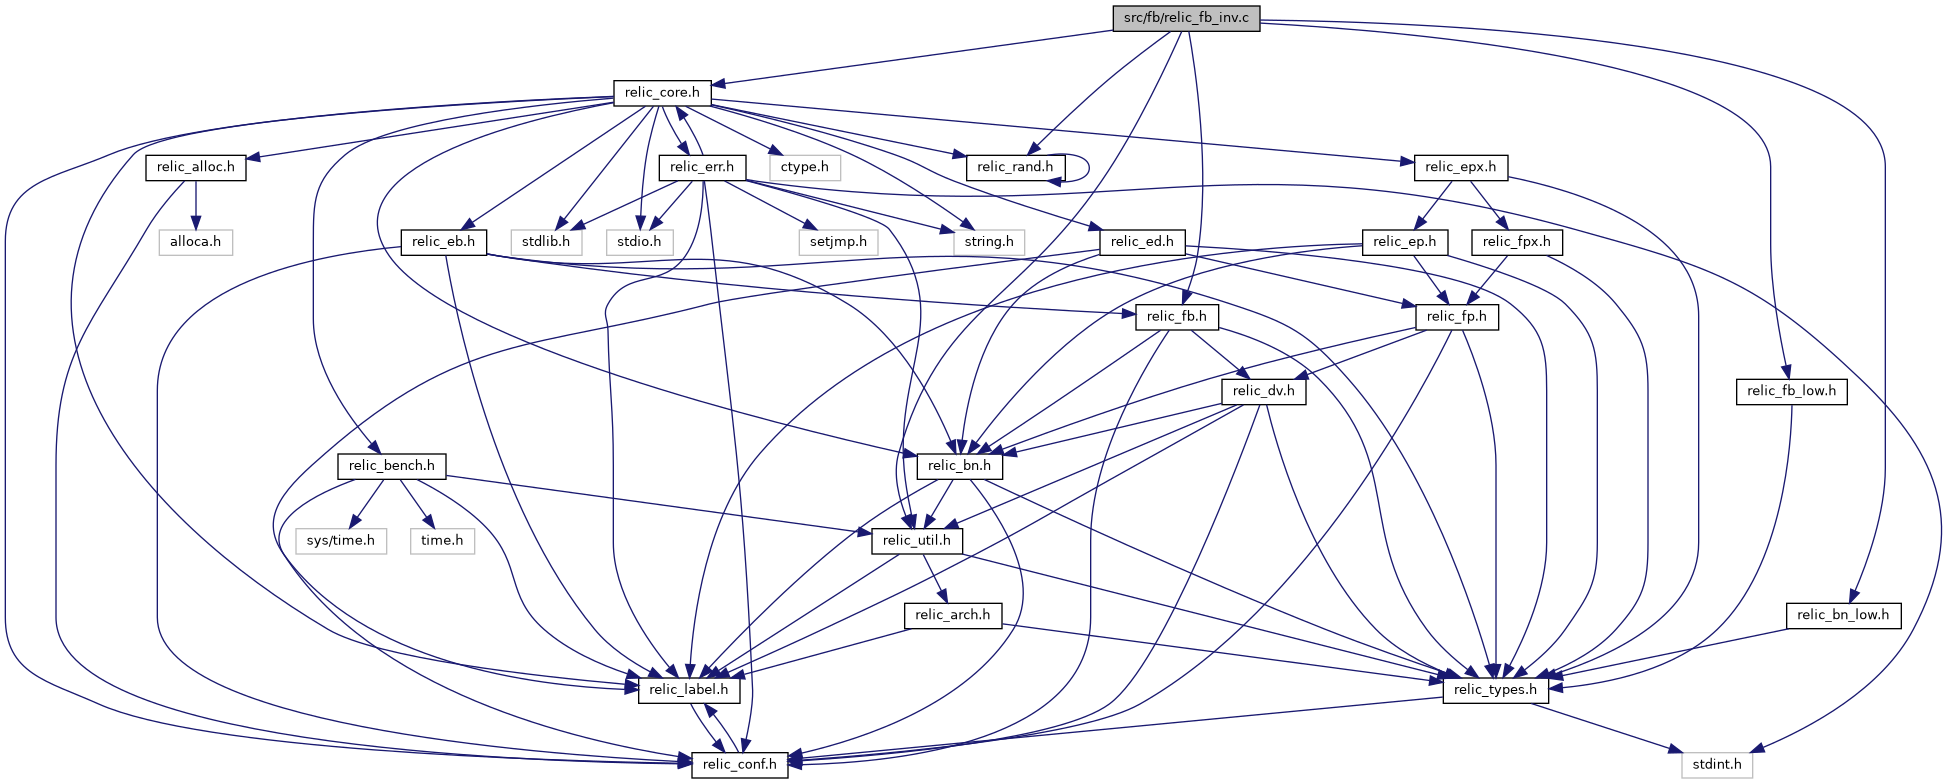 src/fb/relic_fb_inv.c
relic_core.h
relic_alloc.h
relic_err.h
ctype.h
relic_rand.h
relic_epx.h
alloca.h
relic_eb.h
stdlib.h
stdio.h
setjmp.h
string.h
relic_ed.h
relic_ep.h
relic_fpx.h
relic_fb.h
relic_fp.h
relic_dv.h
relic_fb_low.h
relic_bench.h
relic_bn.h
sys/time.h
time.h
relic_util.h
relic_arch.h
relic_bn_low.h
relic_label.h
relic_types.h
relic_conf.h
stdint.h